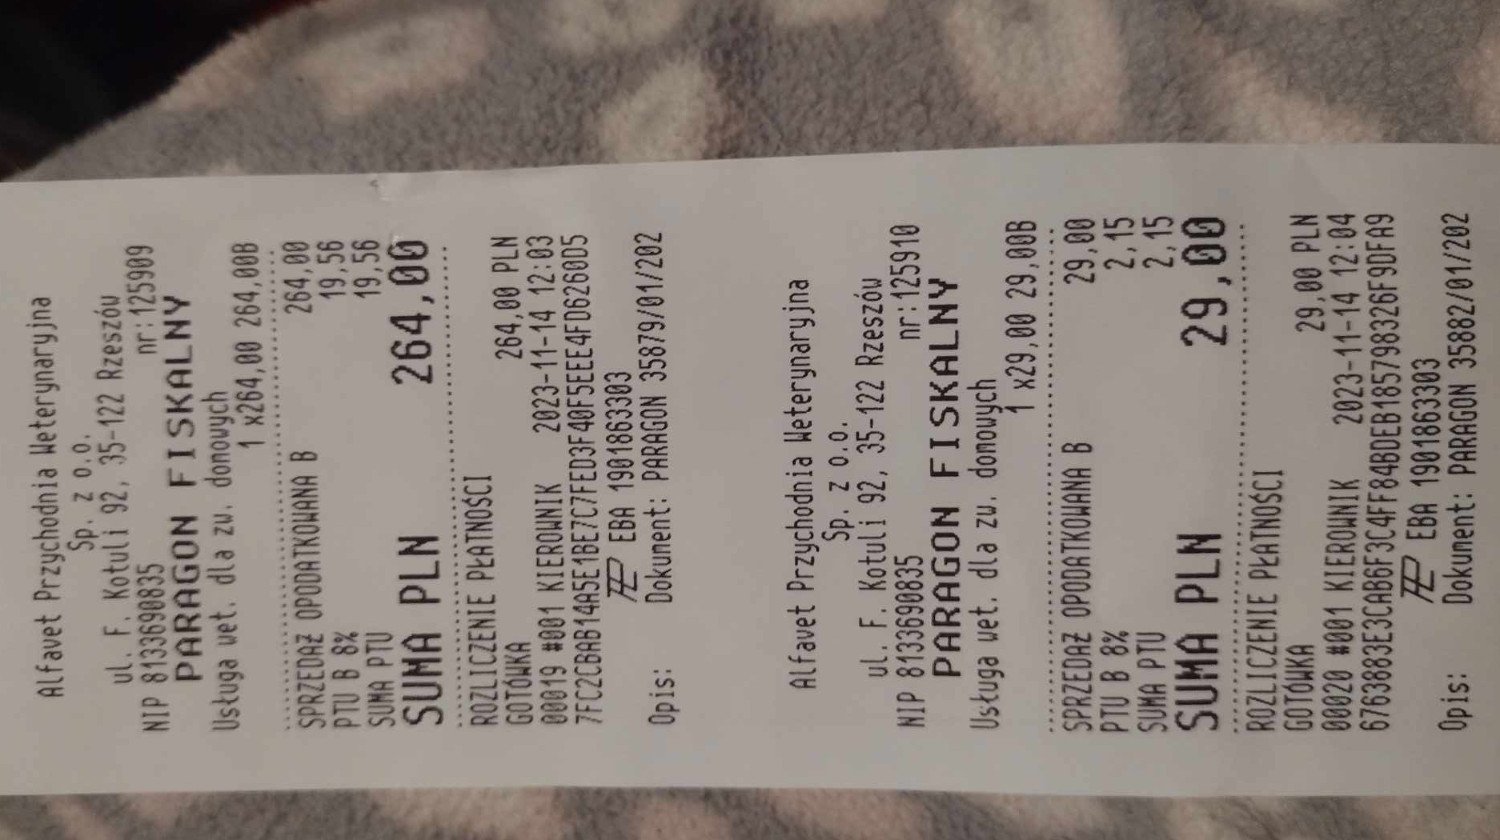 Alfavet Przychodnia Weterynaryjna
Sp. z o.o.
ul. F. Kotuli 92, 35-122 Rzeszów
NIP 8133690835 nr:125909
PARAGON FISKALNY
Usługa wet. dla zw. domowych
1 x264,00 264,00B
SPRZEDAŻ OPODATKOWANA B 264,00
PTU B 8% 19,56
SUMA PTU 19,56
SUMA PLN 264,00
ROZLICZENIE PŁATNOŚCI
GOTÓWKA 264,00 PLN
00019 #001 KIEROWNIK 2023-11-14 12:03
7FC2CBAB14A5E1BE7C7FED3F40F5EEE4FD6260D5
EBA 1901863303
Dokument: PARAGON 35879/01/202
Opis:
Alfavet Przychodnia Weterynaryjna
Sp. z o.o.
ul. F. Kotuli 92, 35-122 Rzeszów
NIP 8133690835 nr:125910
PARAGON FISKALNY
Usługa wet. dla zw. domowych
1 x29,00 29,00B
SPRZEDAŻ OPODATKOWANA B 29,00
PTU B 8% 2,15
SUMA PTU 2,15
SUMA PLN 29,00
ROZLICZENIE PŁATNOŚCI
GOTÓWKA 29,00 PLN
00020 #001 KIEROWNIK 2023-11-14 12:04
6763883E3CAB6F3C4FF84BDEB185798326F9DFA9
EBA 1901863303
Dokument: PARAGON 35882/01/202
Opis: